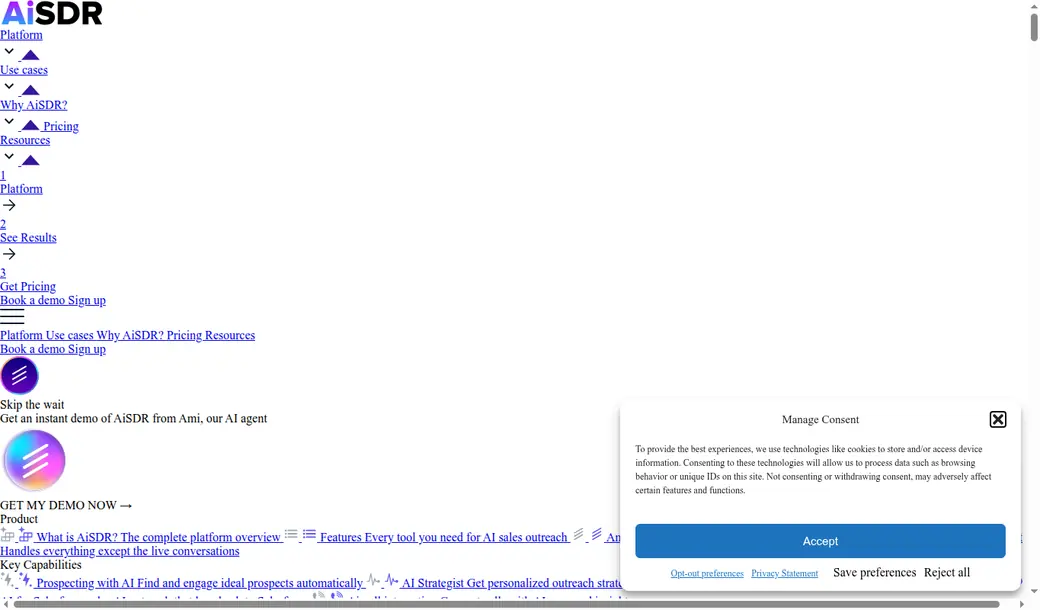 AiSDR
Platform
Use cases
Why AiSDR?
Pricing
Resources
1
Platform
2
See Results
3
Get Pricing
Book a demo Sign up
Platform Use cases Why AiSDR? Pricing Resources
Book a demo Sign up
Skip the wait
Get an instant demo of AiSDR from Ami, our AI agent
GET MY DEMO NOW →
Product
What is AiSDR? The complete platform overview Features Every tool you need for AI sales outreach
Handles everything except the live conversations
Key Capabilities
Prospecting with AI Find and engage ideal prospects automatically AI Strategist Get personalized outreach
Manage Consent
To provide the best experiences, we use technologies like cookies to store and/or access device
information. Consenting to these technologies will allow us to process data such as browsing
behavior or unique IDs on this site. Not consenting or withdrawing consent, may adversely affect
certain features and functions.
Accept
Opt-out preferences Privacy Statement Save preferences Reject all